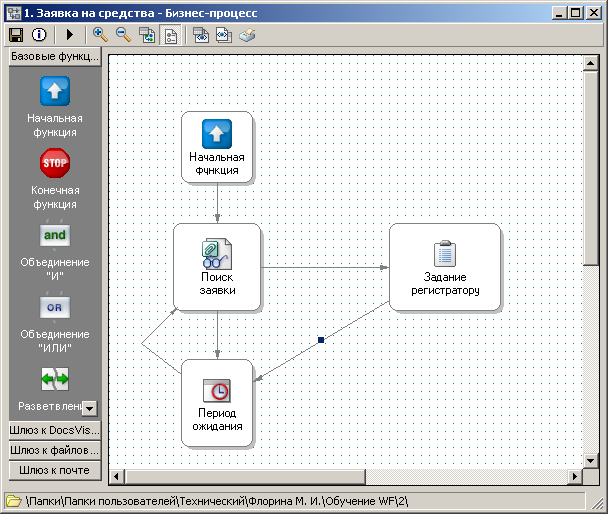 1. Заявка на средства - Бизнес-процесс
Базовые функц...
Начальная
функция
STOP
Конечная
функция
and
Объединение
"И"
OR
Объединение
"ИЛИ"
Разветвлени
Шлюз к DocsVis...
Шлюз к файлов...
Шлюз к почте
Начальная
функция
Поиск
заявки
Задание
регистратору
Период
ожидания
\Папки\Папки пользователей\Технический\Флорина М. И.\Обучение WF\2\